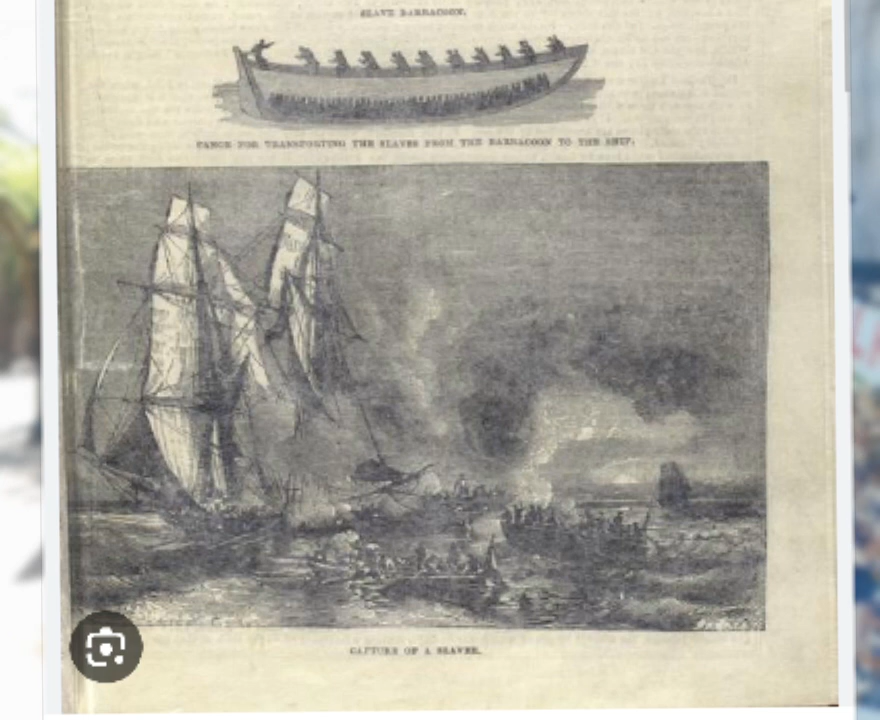 SLAVE BARRACOON.
CANOE FOR TRANSPORTING THE SLAVES FROM THE BARRACOON TO THE SHIP.
CAPTURE OF A SLAVER.